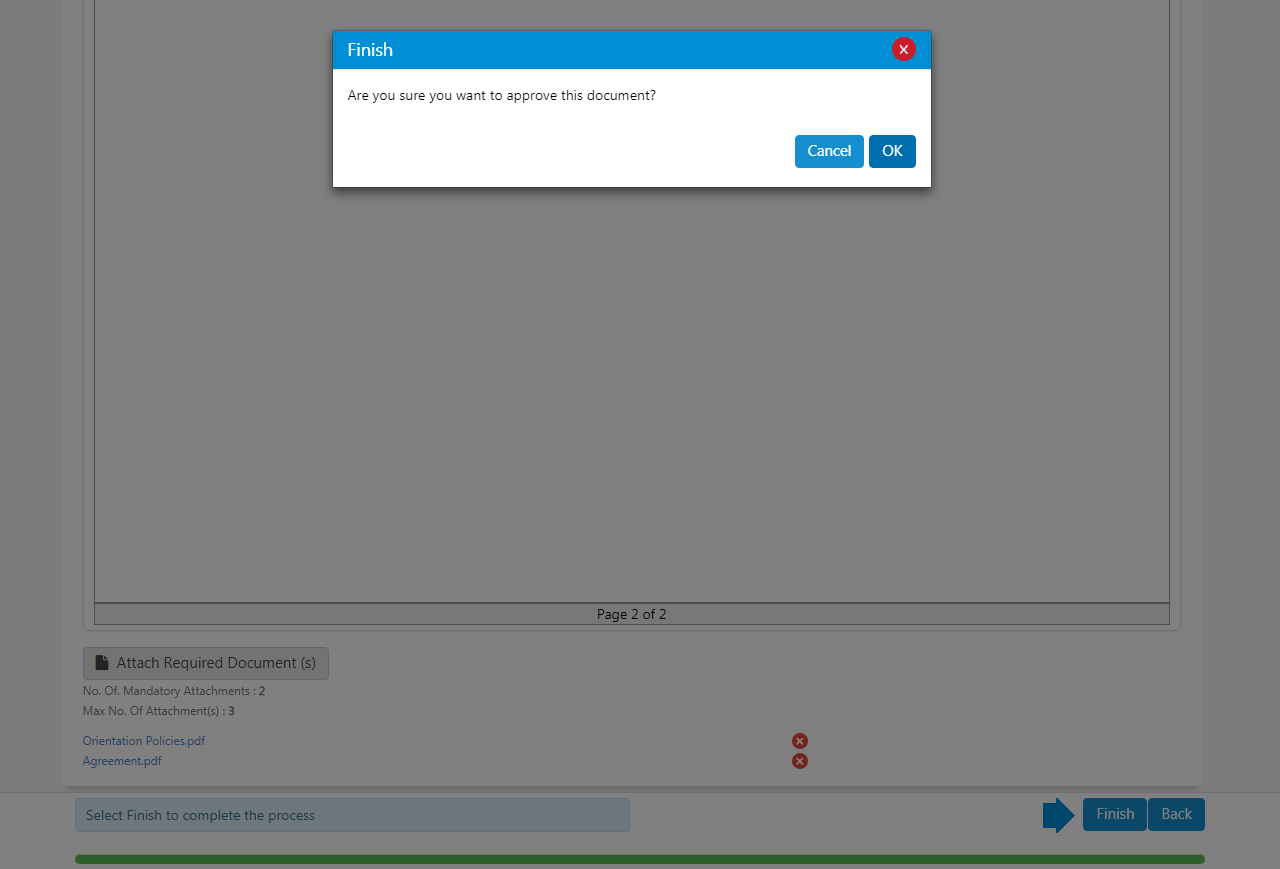 Finish
Are you sure you want to approve this document?
Cancel OK
Page 2 of 2
Attach Required Document (s)
No. Of. Mandatory Attachments : 2
Max No. Of Attachment(s) : 3
Orientation Policies.pdf
Agreement.pdf
Select Finish to complete the process
Finish Back